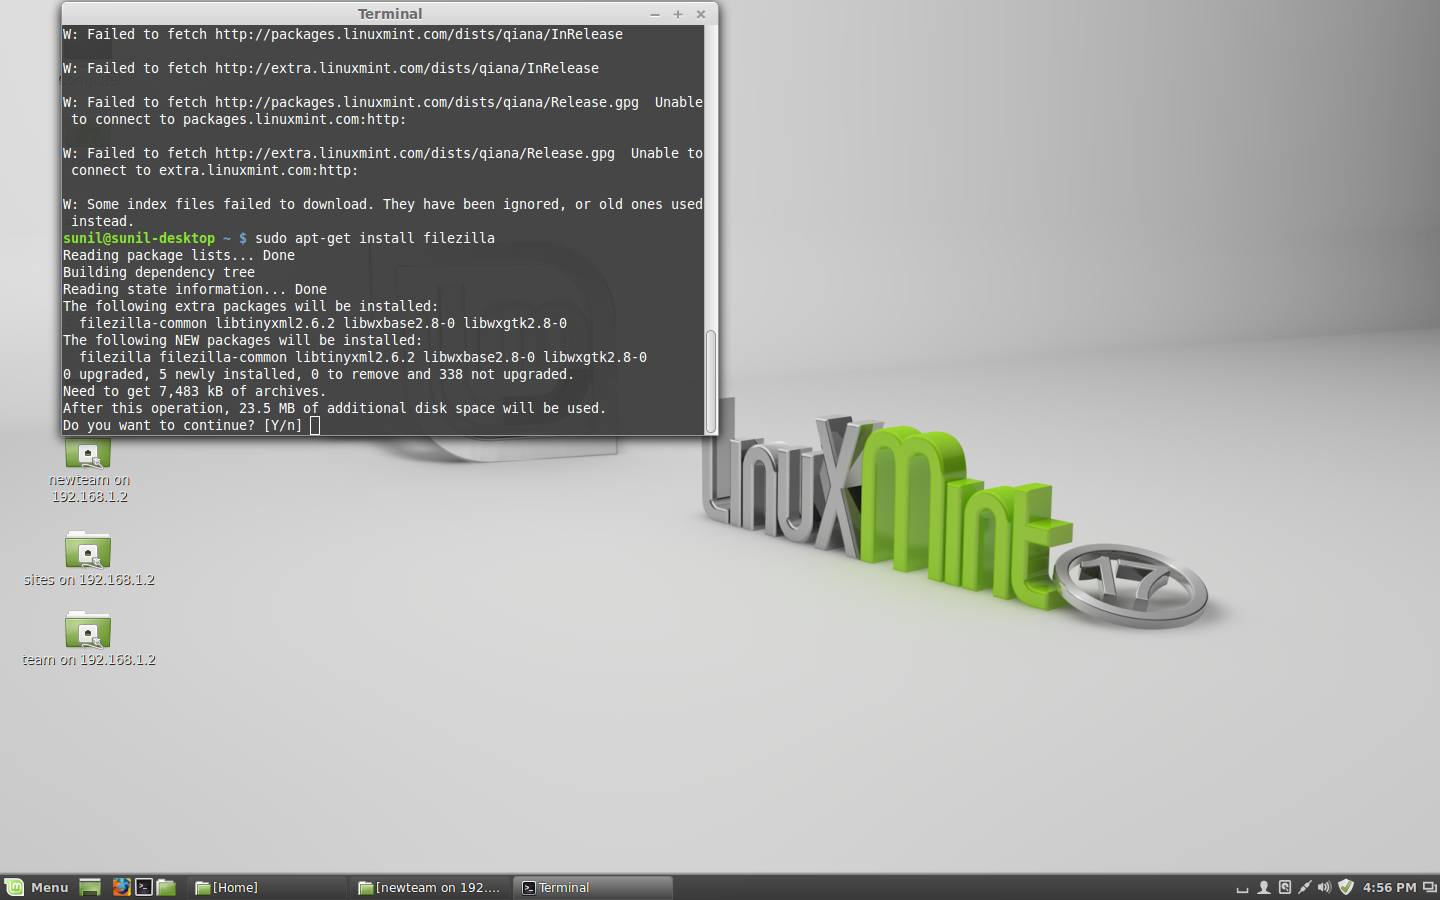 Terminal
W: Failed to fetch http://packages.linuxmint.com/dists/qiana/InRelease
W: Failed to fetch http://extra.linuxmint.com/dists/qiana/InRelease
W: Failed to fetch http://packages.linuxmint.com/dists/qiana/Release.gpg  Unable
 to connect to packages.linuxmint.com:http:
W: Failed to fetch http://extra.linuxmint.com/dists/qiana/Release.gpg  Unable to
 connect to extra.linuxmint.com:http:
W: Some index files failed to download. They have been ignored, or old ones used
 instead.
sunil@sunil-desktop ~ $ sudo apt-get install filezilla
Reading package lists... Done
Building dependency tree
Reading state information... Done
The following extra packages will be installed:
  filezilla-common libtinyxml2.6.2 libwxbase2.8-0 libwxgtk2.8-0
The following NEW packages will be installed:
  filezilla filezilla-common libtinyxml2.6.2 libwxbase2.8-0 libwxgtk2.8-0
0 upgraded, 5 newly installed, 0 to remove and 338 not upgraded.
Need to get 7,483 kB of archives.
After this operation, 23.5 MB of additional disk space will be used.
Do you want to continue? [Y/n]
newteam on
192.168.1.2
sites on 192.168.1.2
team on 192.168.1.2
LinuxMint 17
Menu
[Home]
[newteam on 192....
Terminal
4:56 PM